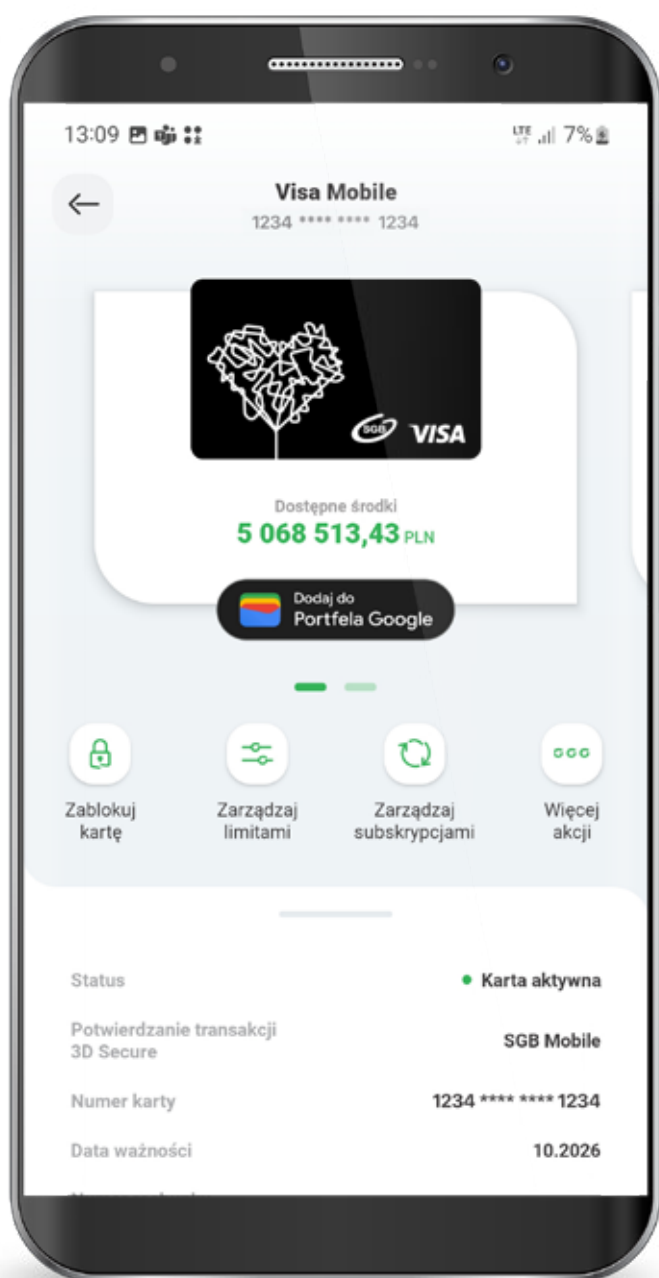 13:09
LTE 7%
Visa Mobile
1234 **** **** 1234
SGB VISA
Dostępne środki
5 068 513,43 PLN
Dodaj do
Portfela Google
Zablokuj
kartę
Zarządzaj
limitami
Zarządzaj
subskrypcjami
Więcej
akcji
Status
Karta aktywna
Potwierdzanie transakcji
3D Secure
SGB Mobile
Numer karty
1234 **** **** 1234
Data ważności
10.2026